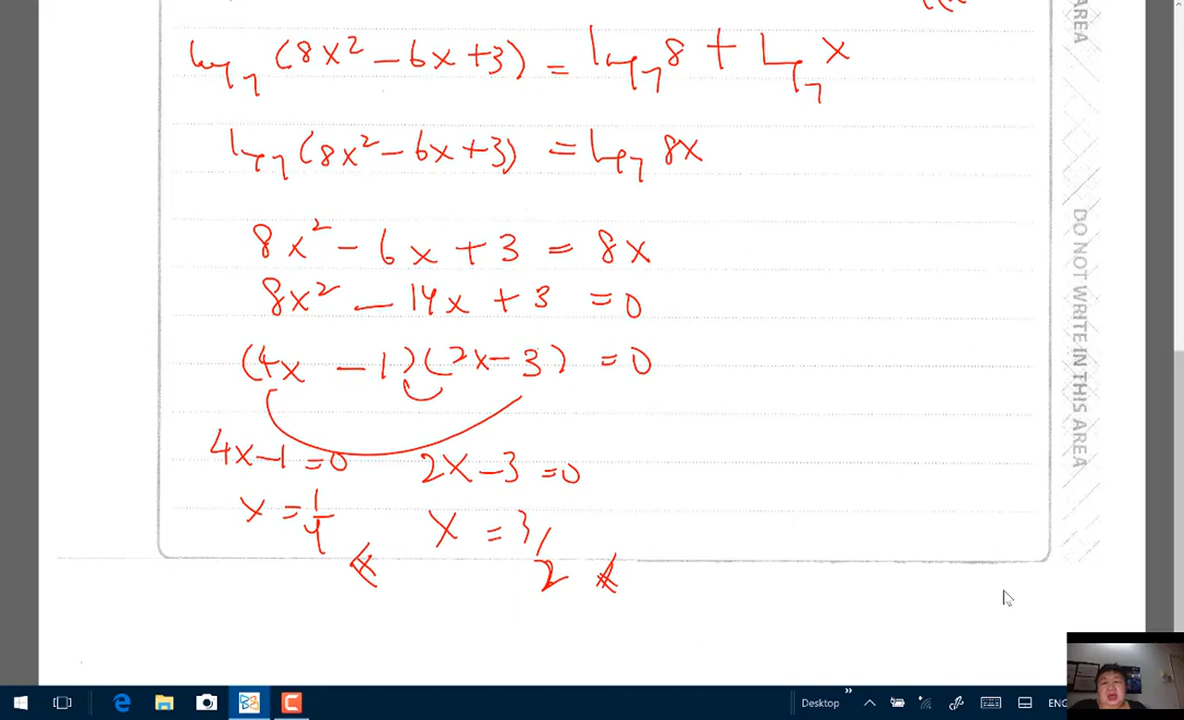 AREA
log₇ (8x² – 6x + 3) = log₇ 8 + log₇ x
log₇ (8x² – 6x + 3) = log₇ 8x
8x² – 6x + 3 = 8x
8x² – 14x + 3 = 0
(4x – 1)(2x – 3) = 0
4x – 1 = 0 2x – 3 = 0
x = 1/4 x = 3/2
DO NOT WRITE IN THIS AREA
Desktop
ENG